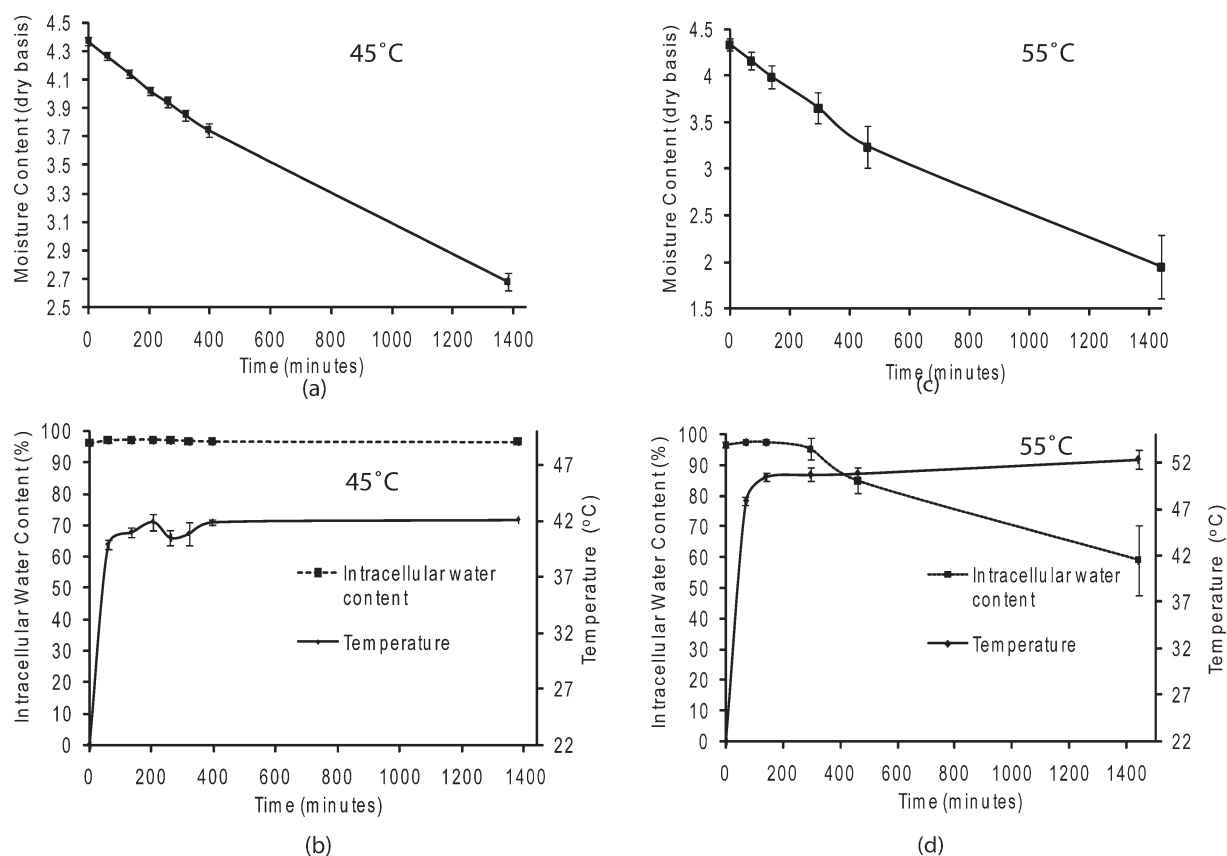 45˚C
Moisture Content (dry basis)
4.5
4.3
4.1
3.9
3.7
3.5
3.3
3.1
2.9
2.7
2.5
0 200 400 600 800 1000 1200 1400
Time (minutes)
(a)
55˚C
Moisture Content (dry basis)
4.5
4
3.5
3
2.5
2
1.5
0 200 400 600 800 1000 1200 1400
Time (minutes)
(c)
45˚C
Intracellular Water Content (%)
100
90
80
70
60
50
40
30
20
10
0
Intracellular water
content
Temperature
47
42
37
32
27
22
Temperature (ºC)
0 200 400 600 800 1000 1200 1400
Time (minutes)
(b)
55˚C
Intracellular Water Content (%)
100
90
80
70
60
50
40
30
20
10
0
Intracellular water
content
Temperature
52
47
42
37
32
27
22
Temperature (ºC)
0 200 400 600 800 1000 1200 1400
Time (minutes)
(d)